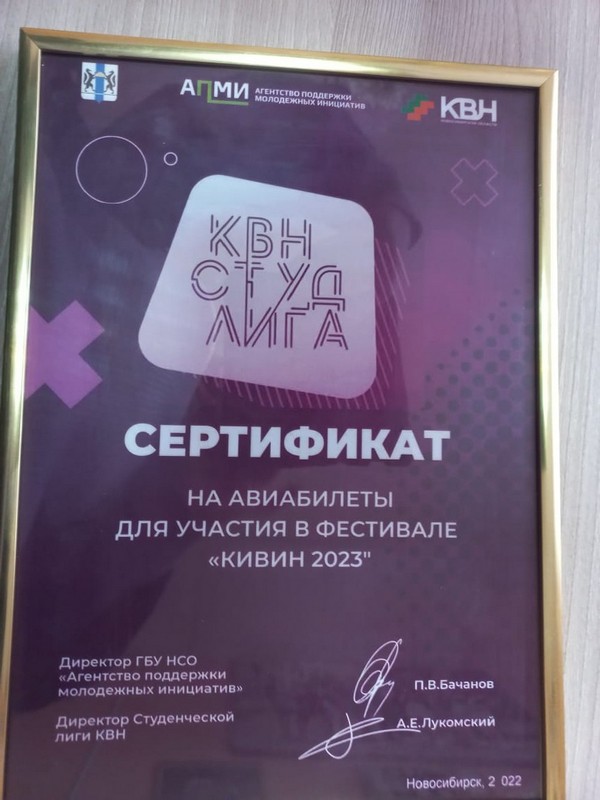 АПМИ
АГЕНТСТВО ПОДДЕРЖКИ
МОЛОДЕЖНЫХ ИНИЦИАТИВ
КВН
КВН
СТУД
ЛИГА
СЕРТИФИКАТ
НА АВИАБИЛЕТЫ
ДЛЯ УЧАСТИЯ В ФЕСТИВАЛЕ
«КИВИН 2023"
Директор ГБУ НСО
«Агентство поддержки
молодежных инициатив»
П.В.Бачанов
Директор Студенческой
лиги КВН
А.Е.Лукомский
Новосибирск, 2 022